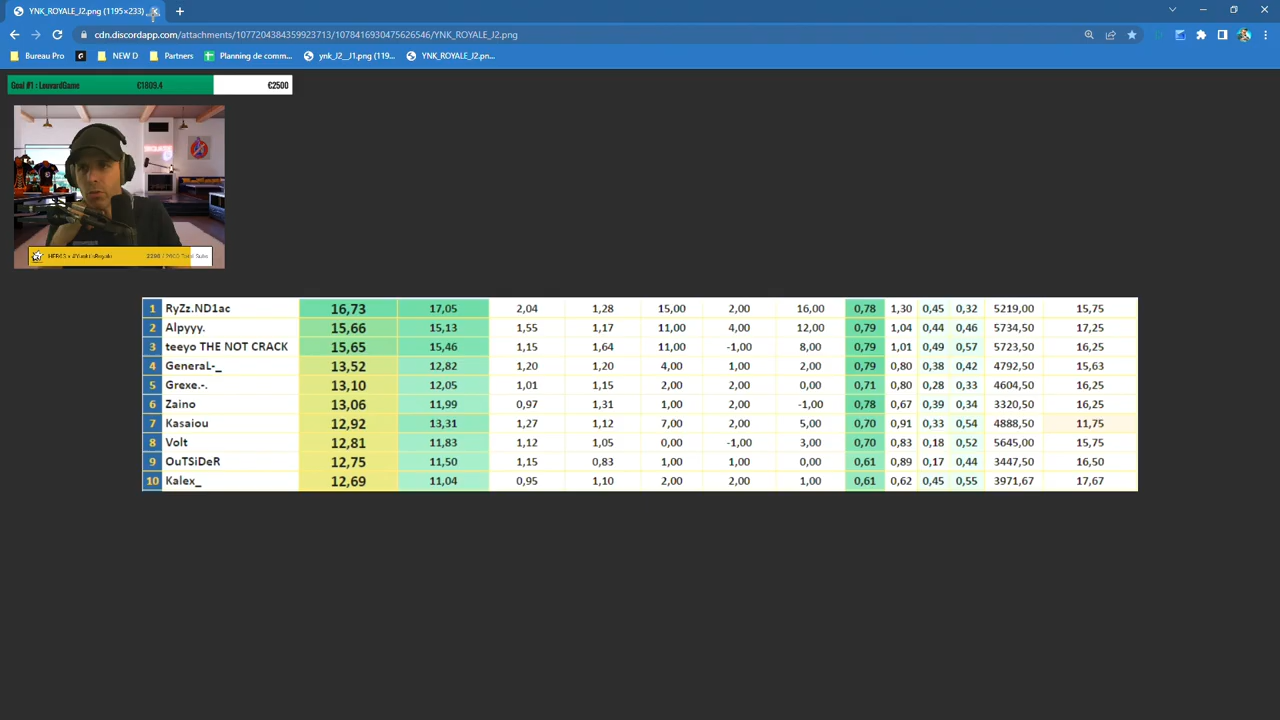 YNK_ROYALE_J2.png (1195×233)
cdn.discordapp.com/attachments/1077204384359923713/1078416930475626546/YNK_ROYALE_J2.png
Bureau Pro NEW D Partners Planning de comm... ynk_J2__J1.png (119... YNK_ROYALE_J2.pn...
Goal #1 : LeuvardGame €1809,4 €2500
1 RyZz.ND1ac 16,73 17,05 2,04 1,28 15,00 2,00 16,00 0,78 1,30 0,45 0,32 5219,00 15,75
2 Alpyyy. 15,66 15,13 1,55 1,17 11,00 4,00 12,00 0,79 1,04 0,44 0,46 5734,50 17,25
3 teeyo THE NOT CRACK 15,65 15,46 1,15 1,64 11,00 -1,00 8,00 0,79 1,01 0,49 0,57 5723,50 16,25
4 GeneraL-_ 13,52 12,82 1,20 1,20 4,00 1,00 2,00 0,79 0,80 0,38 0,42 4792,50 15,63
5 Grexe.-. 13,10 12,05 1,01 1,15 2,00 2,00 0,00 0,71 0,80 0,28 0,33 4604,50 16,25
6 Zaino 13,06 11,99 0,97 1,31 1,00 2,00 -1,00 0,78 0,67 0,39 0,34 3320,50 16,25
7 Kasaiou 12,92 13,31 1,27 1,12 7,00 2,00 5,00 0,70 0,91 0,33 0,54 4888,50 11,75
8 Volt 12,81 11,83 1,12 1,05 0,00 -1,00 3,00 0,70 0,83 0,18 0,52 5645,00 15,75
9 OuTSiDeR 12,75 11,50 1,15 0,83 1,00 1,00 0,00 0,61 0,89 0,17 0,44 3447,50 16,50
10 Kalex_ 12,69 11,04 0,95 1,10 2,00 2,00 1,00 0,61 0,62 0,45 0,55 3971,67 17,67